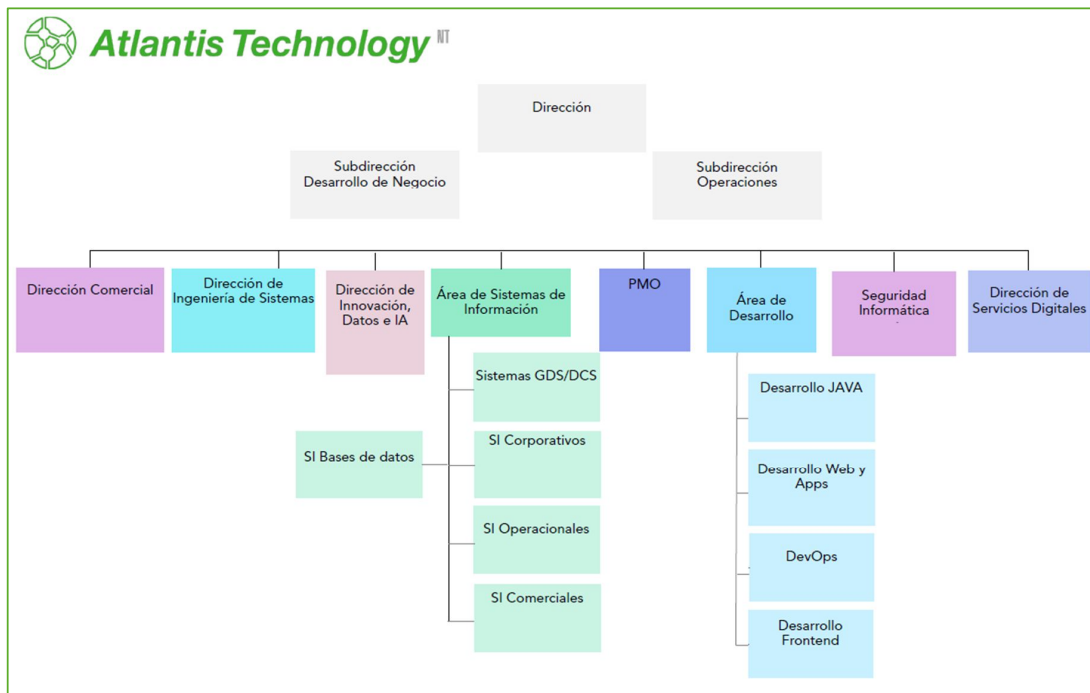 Atlantis Technology NT
Dirección
Subdirección
Desarrollo de Negocio
Subdirección
Operaciones
Dirección Comercial
Dirección de
Ingeniería de Sistemas
Dirección de
Innovación,
Datos e IA
Área de Sistemas de
Información
PMO
Área de
Desarrollo
Seguridad
Informática
Dirección de
Servicios Digitales
Sistemas GDS/DCS
SI Bases de datos
SI Corporativos
SI Operacionales
SI Comerciales
Desarrollo JAVA
Desarrollo Web y
Apps
DevOps
Desarrollo
Frontend